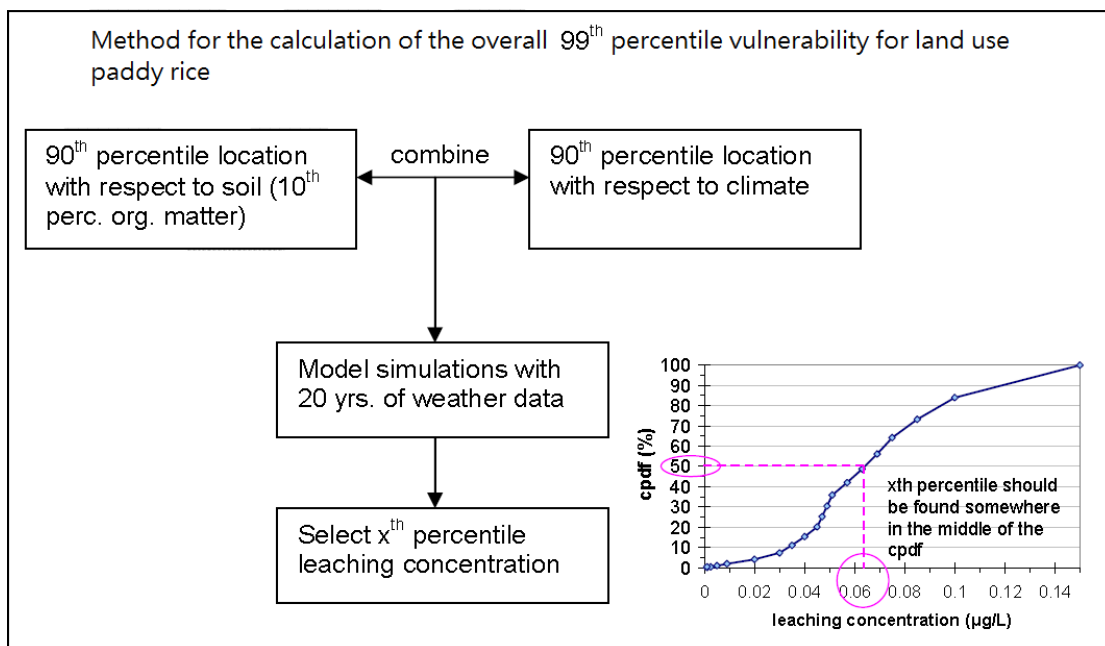 Method for the calculation of the overall 99th percentile vulnerability for land use
paddy rice
90th percentile location
with respect to soil (10th
perc. org. matter)
combine
90th percentile location
with respect to climate
Model simulations with
20 yrs. of weather data
Select xth percentile
leaching concentration
cpdf (%)
100
90
80
70
60
50
40
30
20
10
0
xth percentile should
be found somewhere
in the middle of the
cpdf
0 0.02 0.04 0.06 0.08 0.1 0.12 0.14
leaching concentration (µg/L)